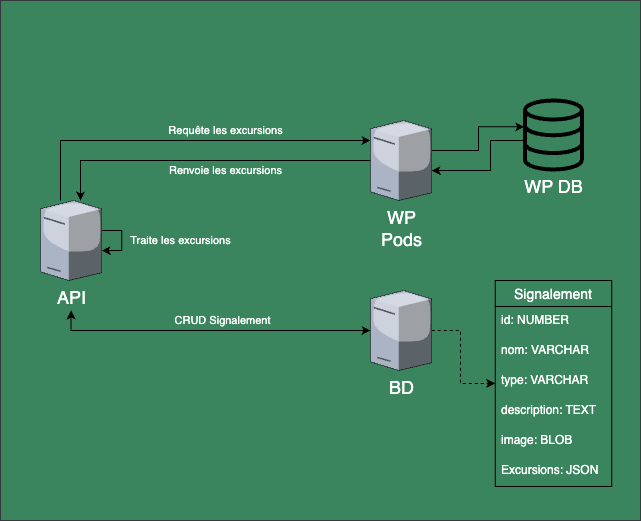 Requête les excursions
Renvoie les excursions
WP
Pods
WP DB
Traite les excursions
API
CRUD Signalement
BD
Signalement
id: NUMBER
nom: VARCHAR
type: VARCHAR
description: TEXT
image: BLOB
Excursions: JSON